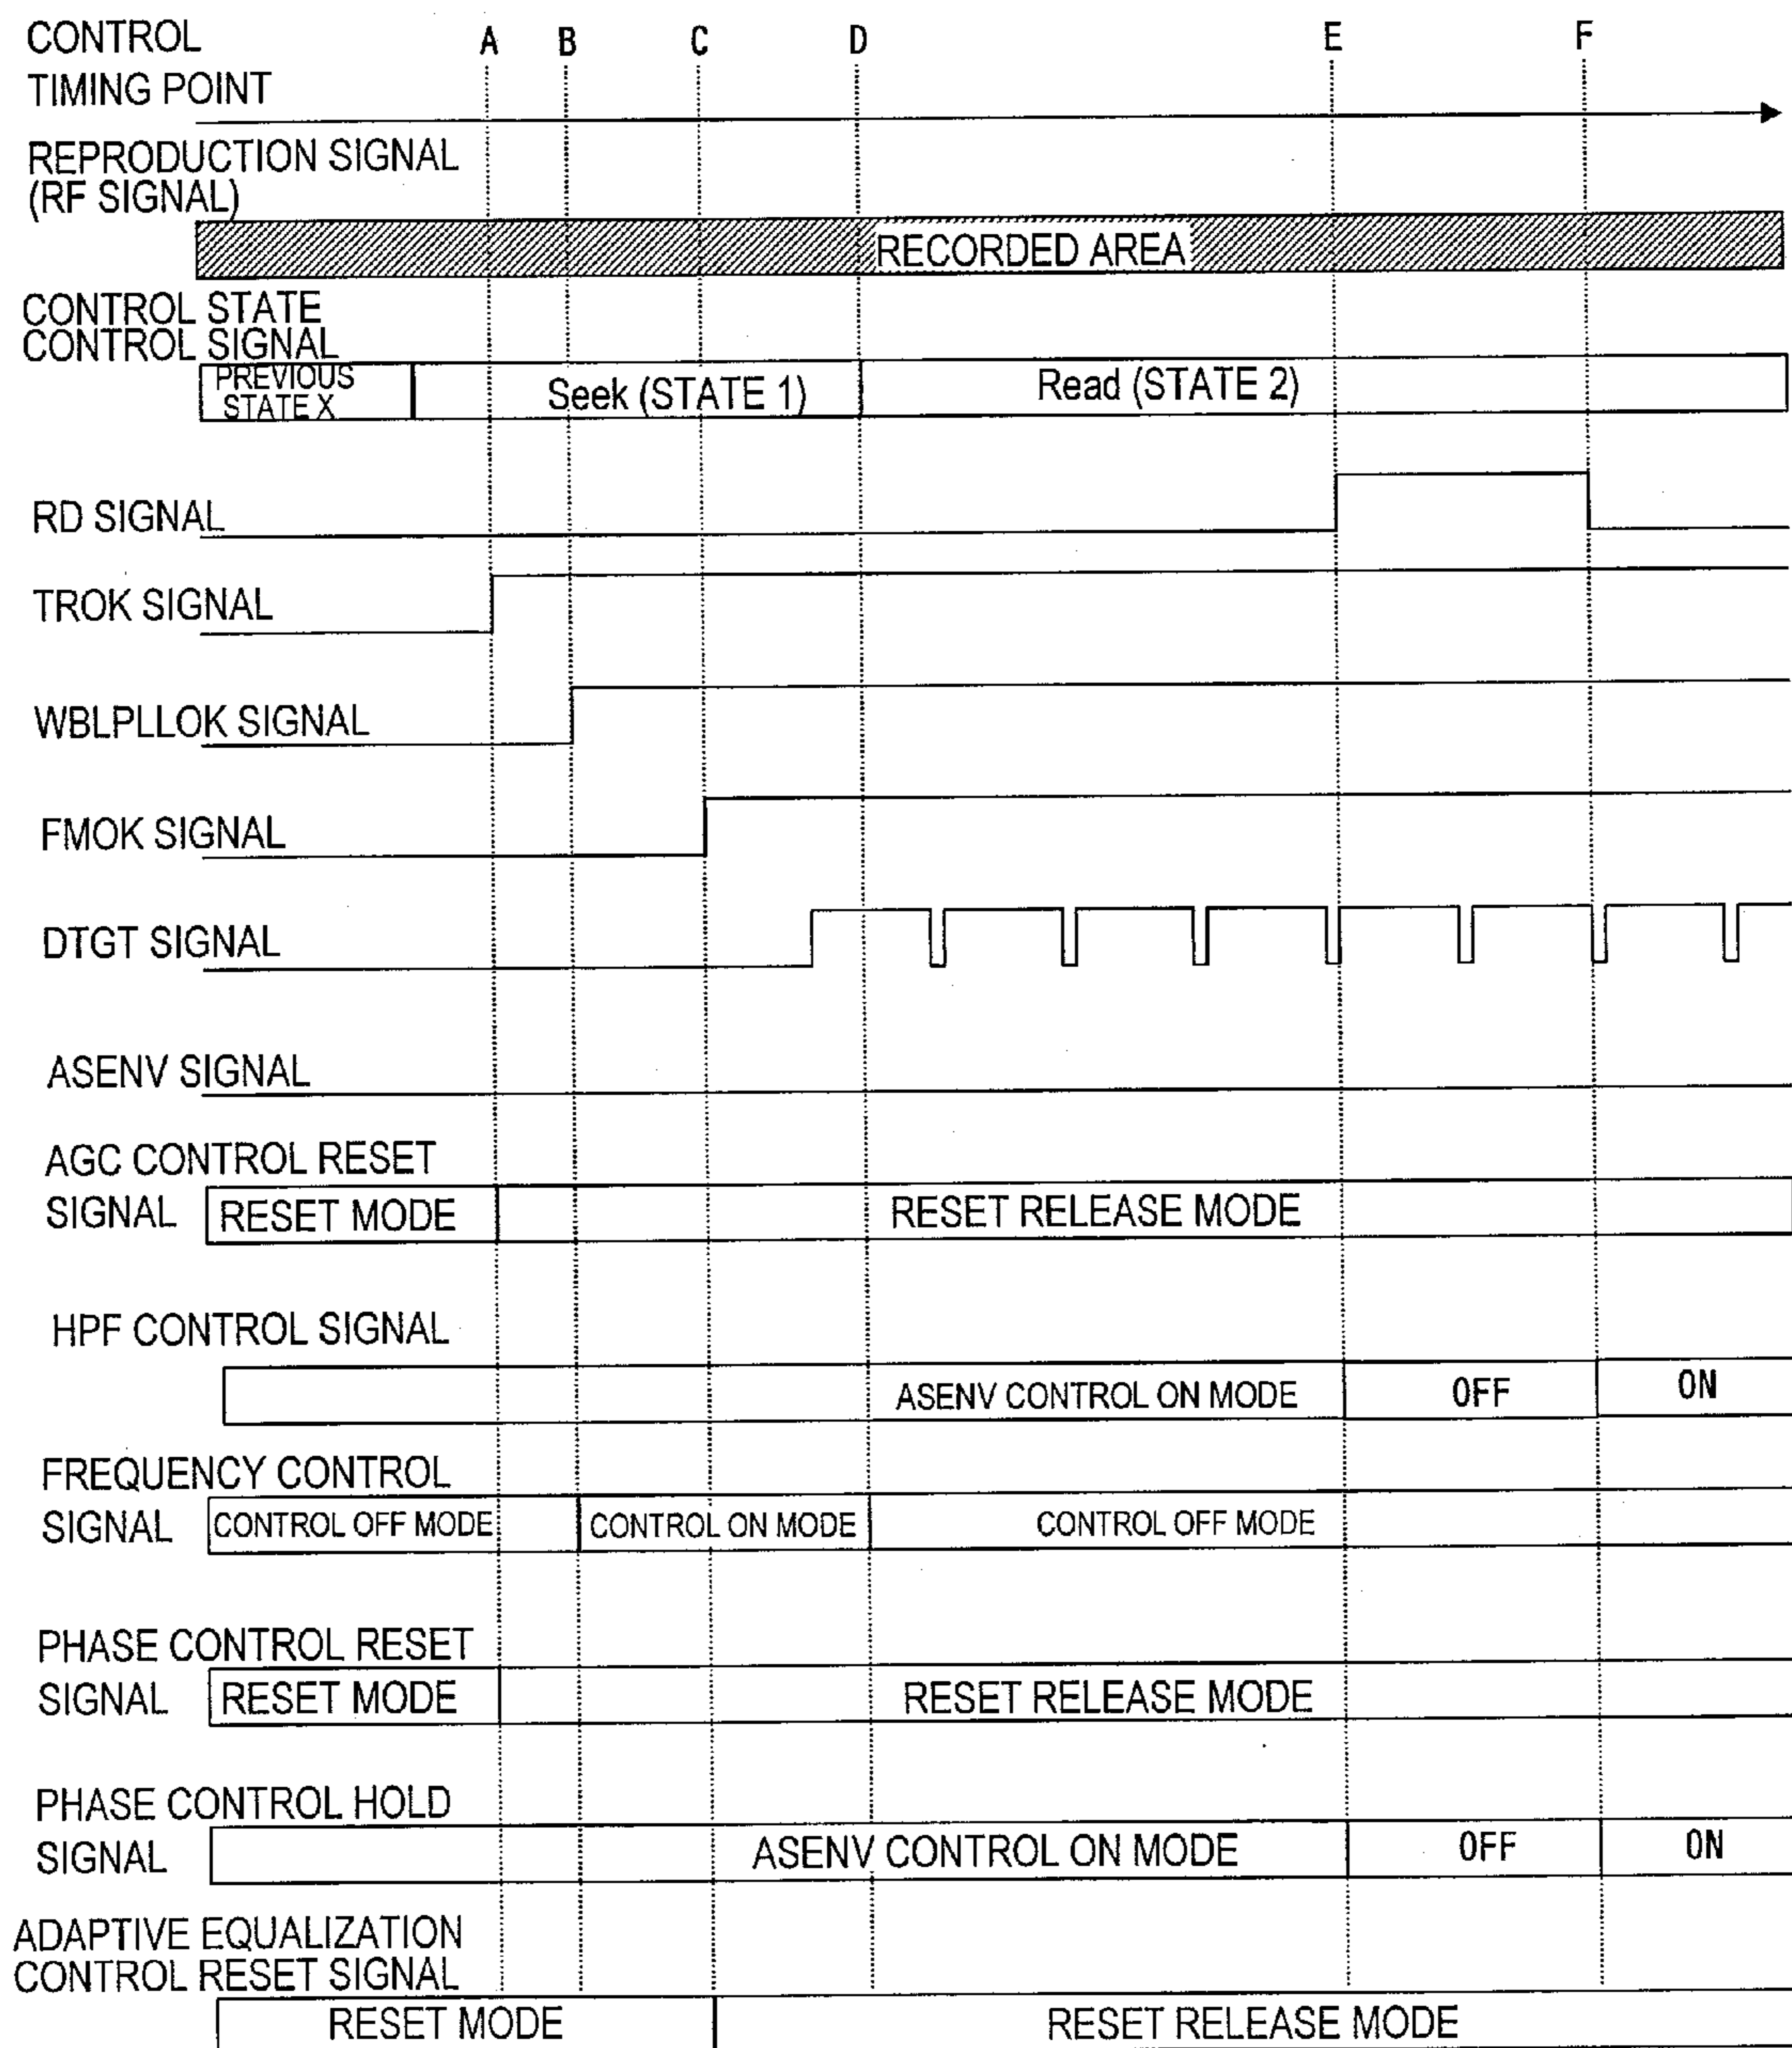 CONTROL
TIMING POINT
A B C D E F
REPRODUCTION SIGNAL
(RF SIGNAL)
RECORDED AREA
CONTROL STATE
CONTROL SIGNAL
PREVIOUS
STATE X
Seek (STATE 1)
Read (STATE 2)
RD SIGNAL
TROK SIGNAL
WBLPLLOK SIGNAL
FMOK SIGNAL
DTGT SIGNAL
ASENV SIGNAL
AGC CONTROL RESET
SIGNAL
RESET MODE
RESET RELEASE MODE
HPF CONTROL SIGNAL
ASENV CONTROL ON MODE
OFF
ON
FREQUENCY CONTROL
SIGNAL
CONTROL OFF MODE
CONTROL ON MODE
CONTROL OFF MODE
PHASE CONTROL RESET
SIGNAL
RESET MODE
RESET RELEASE MODE
PHASE CONTROL HOLD
SIGNAL
ASENV CONTROL ON MODE
OFF
ON
ADAPTIVE EQUALIZATION
CONTROL RESET SIGNAL
RESET MODE
RESET RELEASE MODE